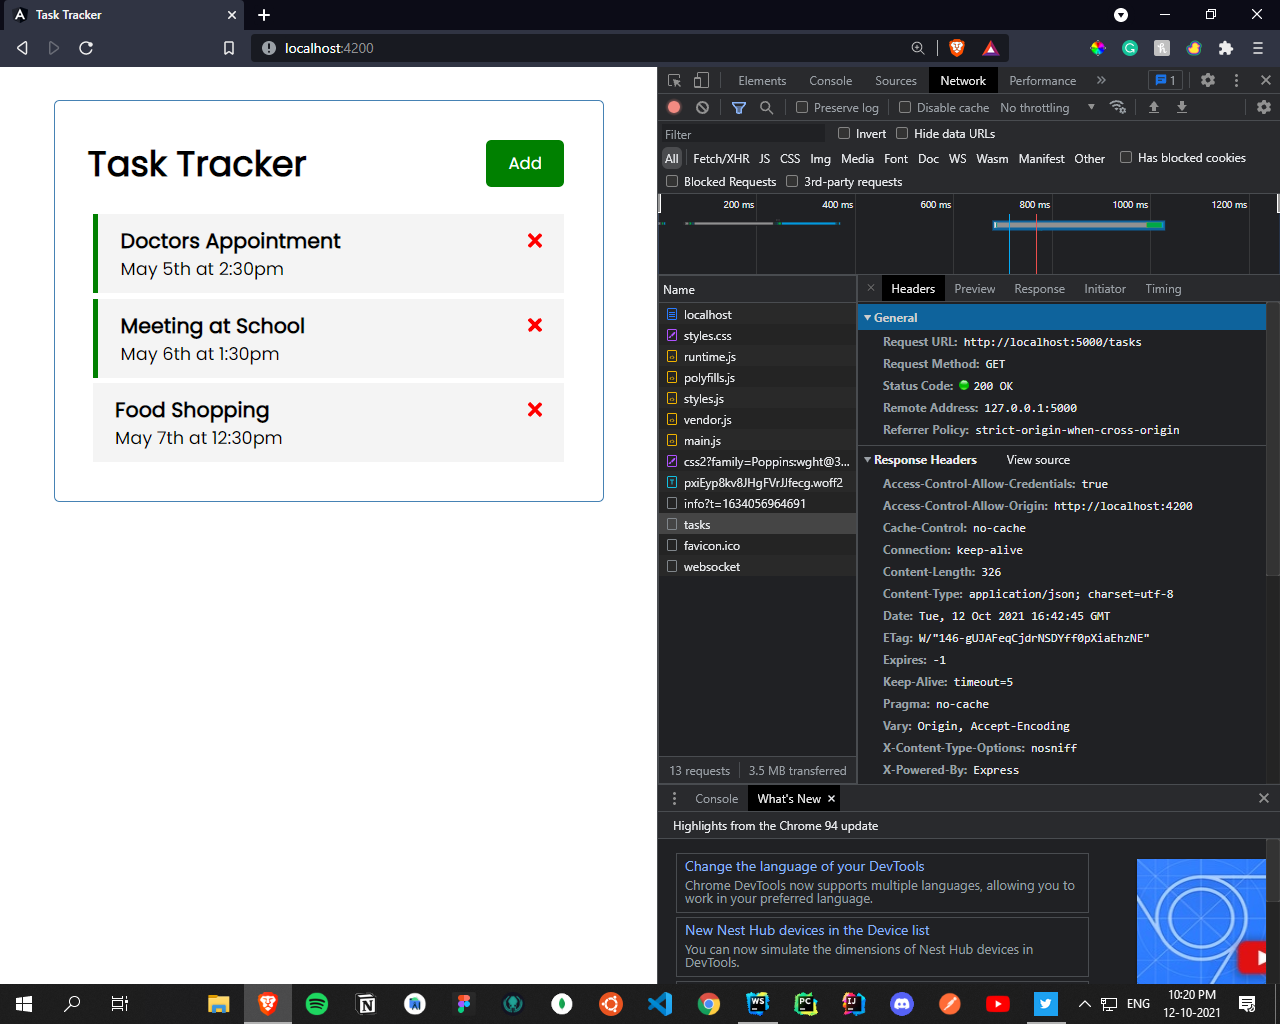 Task Tracker
localhost:4200
Task Tracker
Add
Doctors Appointment
May 5th at 2:30pm
Meeting at School
May 6th at 1:30pm
Food Shopping
May 7th at 12:30pm
Elements Console Sources Network Performance 1
Preserve log Disable cache No throttling
Filter Invert Hide data URLs
All Fetch/XHR JS CSS Img Media Font Doc WS Wasm Manifest Other Has blocked cookies
Blocked Requests 3rd-party requests
200 ms 400 ms 600 ms 800 ms 1000 ms 1200 ms
Name
localhost
styles.css
runtime.js
polyfills.js
styles.js
vendor.js
main.js
css2?family=Poppins:wght@3...
pxiEyp8kv8JHgFVrJJfecg.woff2
info?t=1634056964691
tasks
favicon.ico
websocket
13 requests 3.5 MB transferred
Headers Preview Response Initiator Timing
General
Request URL: http://localhost:5000/tasks
Request Method: GET
Status Code: 200 OK
Remote Address: 127.0.0.1:5000
Referrer Policy: strict-origin-when-cross-origin
Response Headers View source
Access-Control-Allow-Credentials: true
Access-Control-Allow-Origin: http://localhost:4200
Cache-Control: no-cache
Connection: keep-alive
Content-Length: 326
Content-Type: application/json; charset=utf-8
Date: Tue, 12 Oct 2021 16:42:45 GMT
ETag: W/"146-gUJAFeqCjdrNSDYff0pXiaEhzNE"
Expires: -1
Keep-Alive: timeout=5
Pragma: no-cache
Vary: Origin, Accept-Encoding
X-Content-Type-Options: nosniff
X-Powered-By: Express
Console What's New
Highlights from the Chrome 94 update
Change the language of your DevTools
Chrome DevTools now supports multiple languages, allowing you to
work in your preferred language.
New Nest Hub devices in the Device list
You can now simulate the dimensions of Nest Hub devices in
DevTools.
WS PC IJ
ENG
10:20 PM
12-10-2021